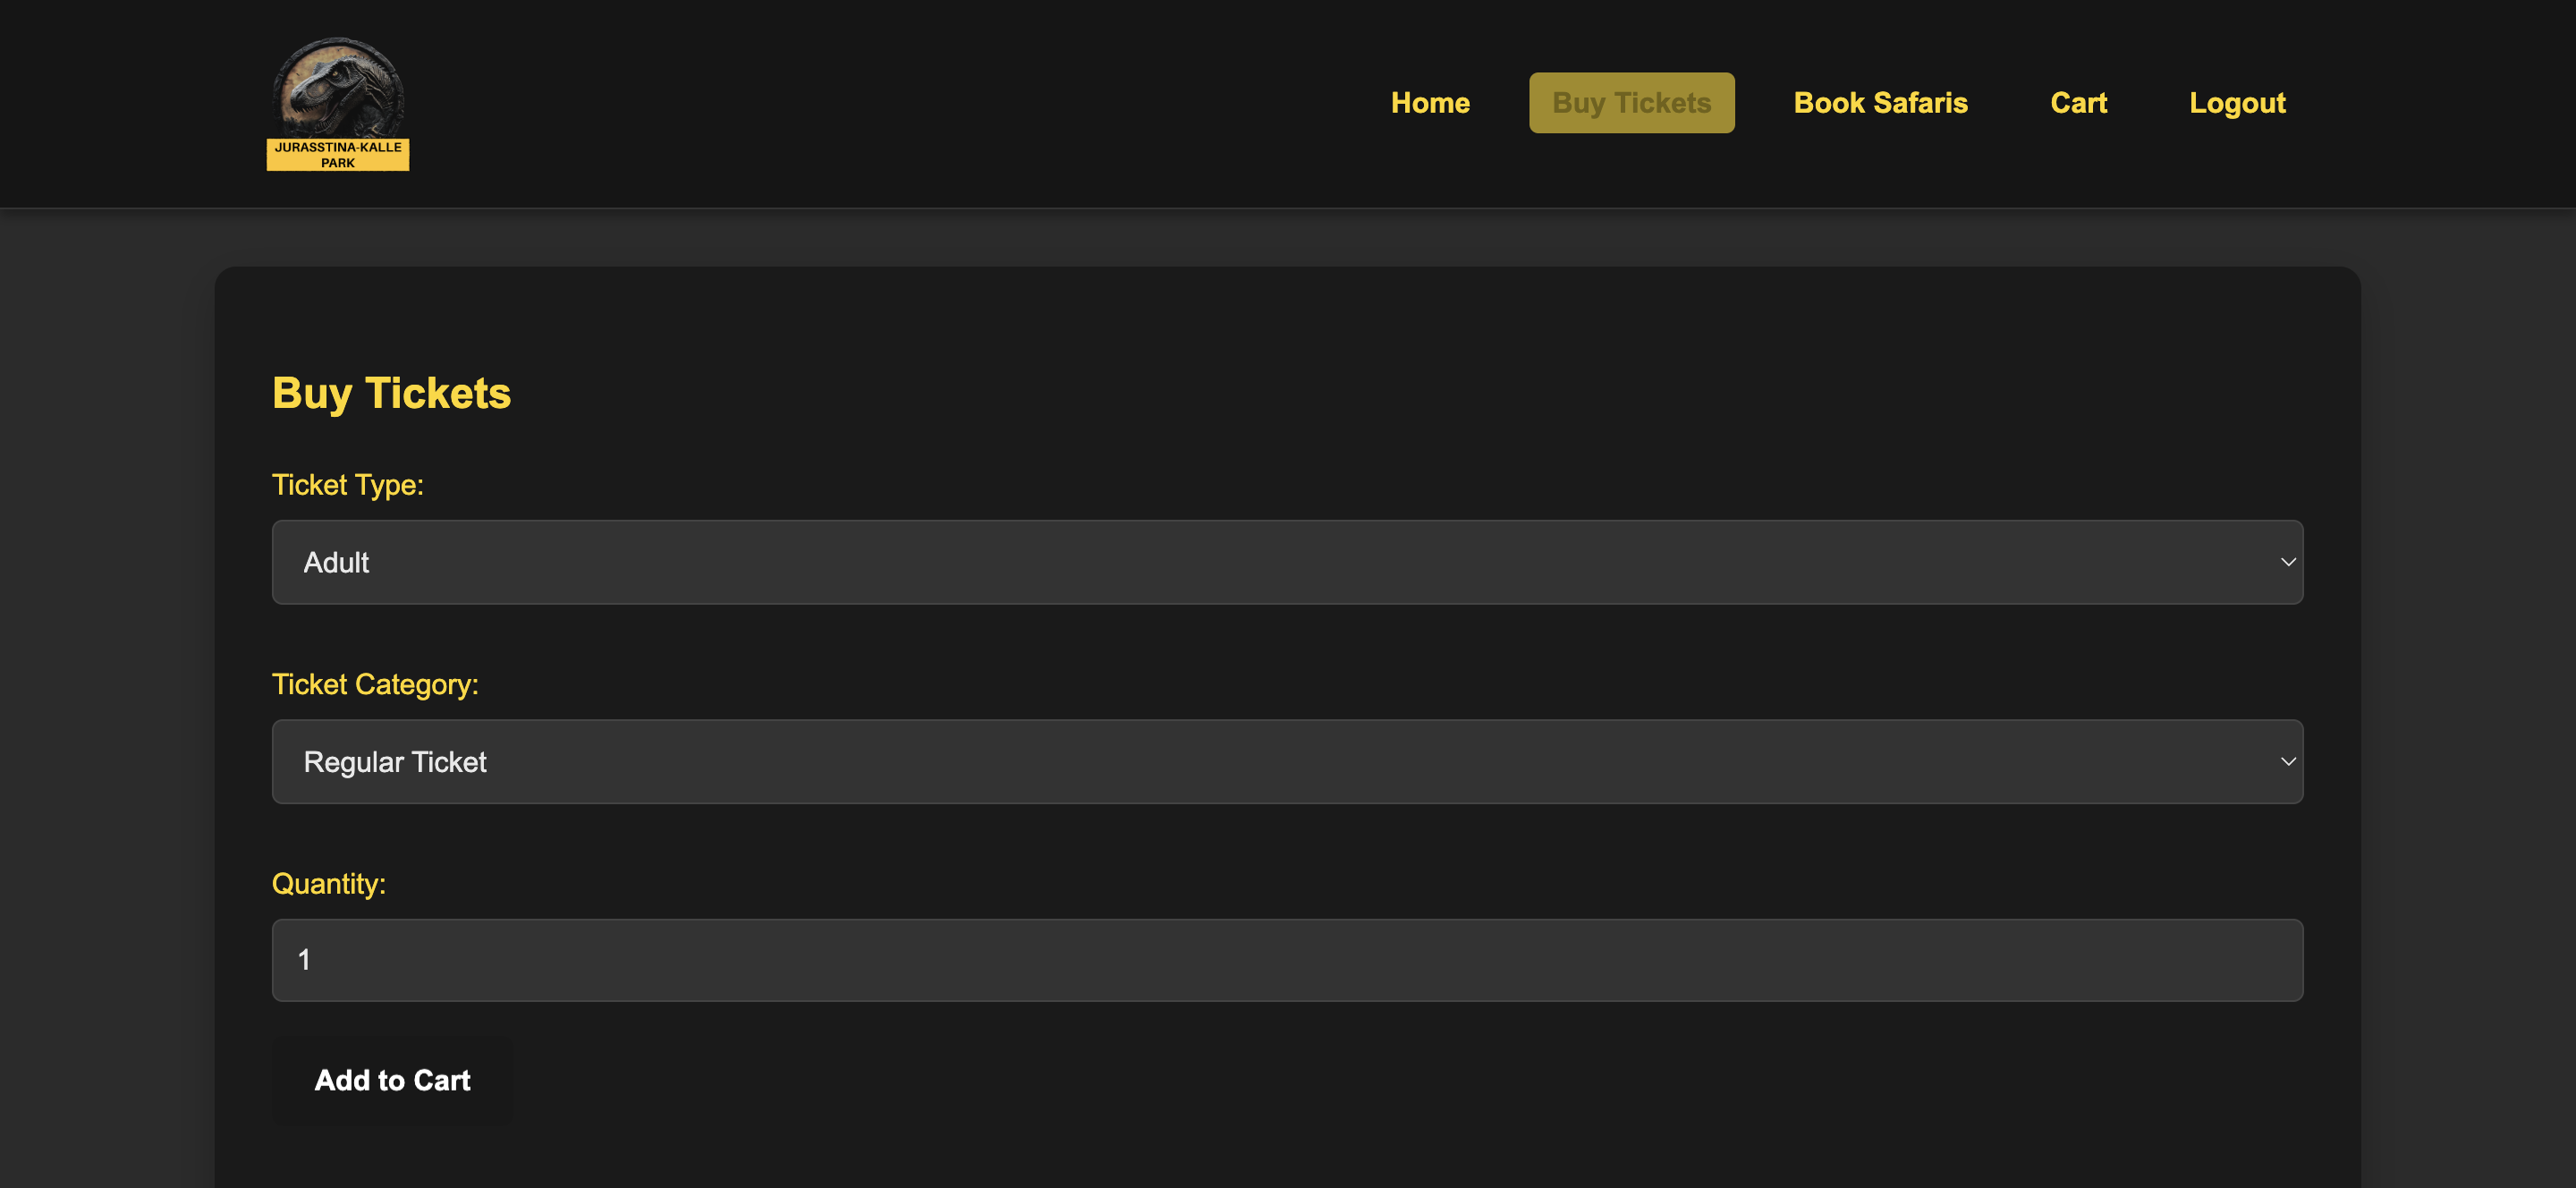 JURASSTINA-KALLE
PARK
Home
Buy Tickets
Book Safaris
Cart
Logout
Buy Tickets
Ticket Type:
Adult
Ticket Category:
Regular Ticket
Quantity:
1
Add to Cart